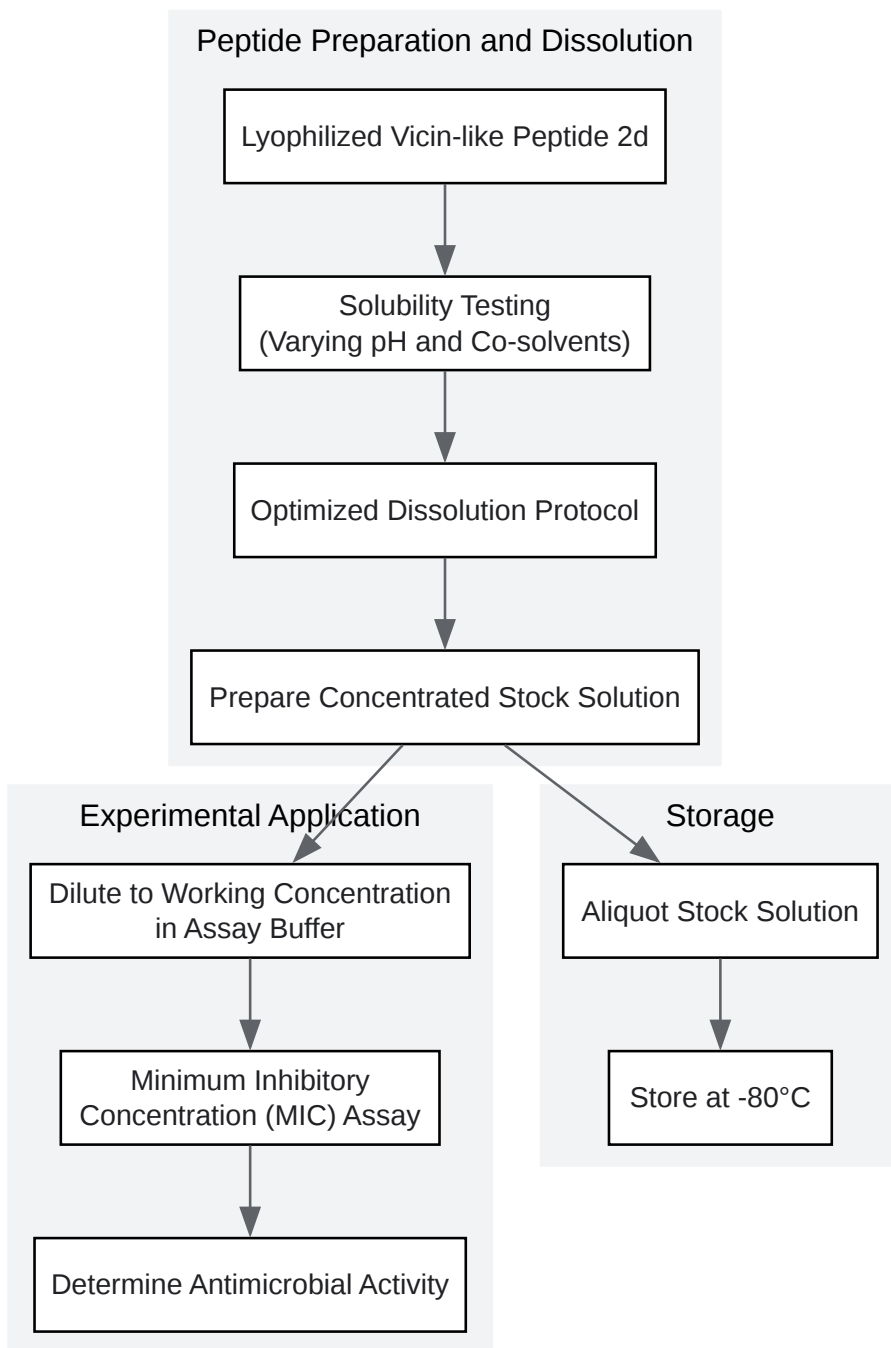 Peptide Preparation and Dissolution
Lyophilized Vicin-like Peptide 2d
Solubility Testing
(Varying pH and Co-solvents)
Optimized Dissolution Protocol
Prepare Concentrated Stock Solution
Experimental Application
Dilute to Working Concentration
in Assay Buffer
Minimum Inhibitory
Concentration (MIC) Assay
Determine Antimicrobial Activity
Storage
Aliquot Stock Solution
Store at -80°C